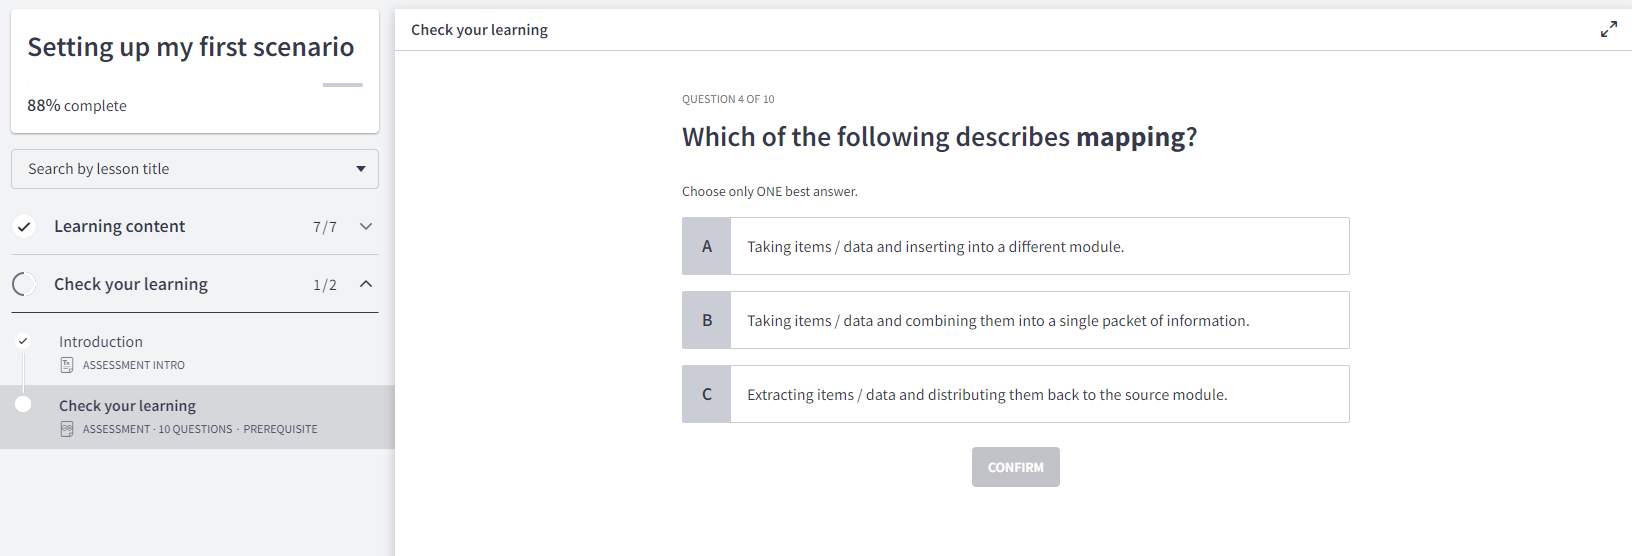 Setting up my first scenario
88% complete
Search by lesson title
Learning content 7/7
Check your learning 1/2
Introduction
ASSESSMENT INTRO
Check your learning
ASSESSMENT · 10 QUESTIONS · PREREQUISITE
Check your learning
QUESTION 4 OF 10
Which of the following describes mapping?
Choose only ONE best answer.
A Taking items / data and inserting into a different module.
B Taking items / data and combining them into a single packet of information.
C Extracting items / data and distributing them back to the source module.
CONFIRM